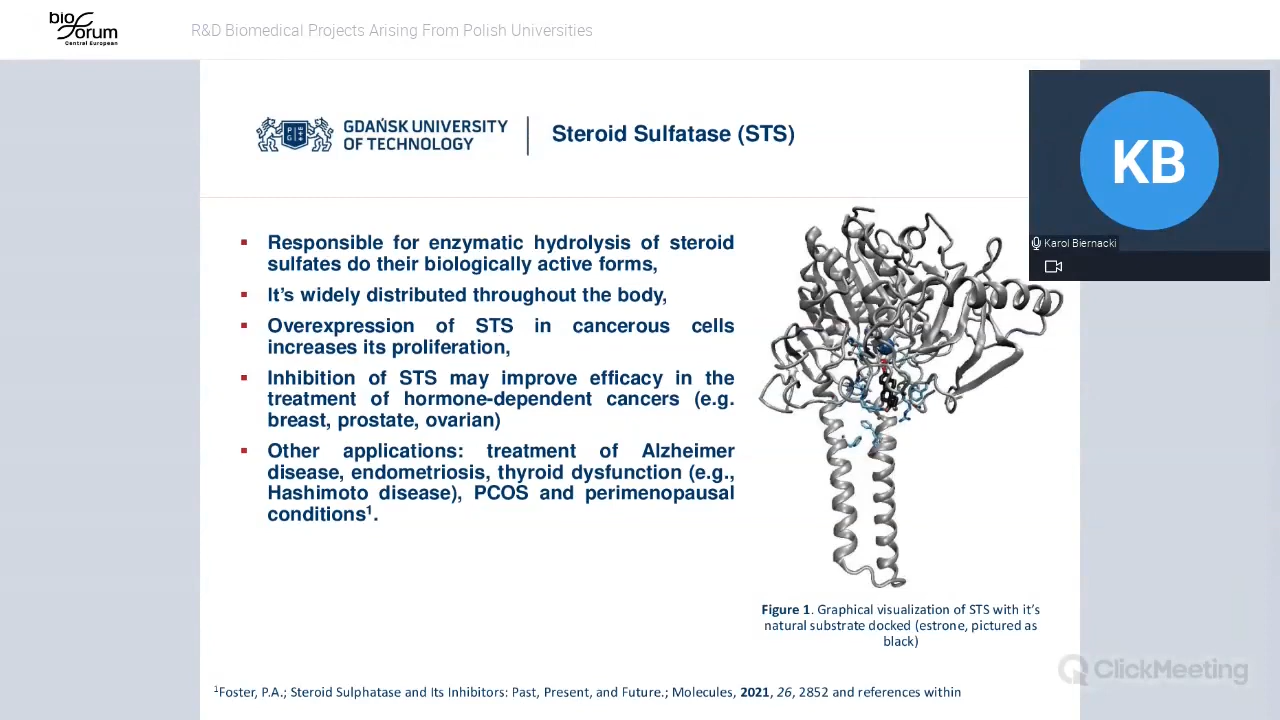 bio
forum
Central European
R&D Biomedical Projects Arising From Polish Universities
GDAŃSK UNIVERSITY
OF TECHNOLOGY
Steroid Sulfatase (STS)
KB
Karol Biernacki
▪ Responsible for enzymatic hydrolysis of steroid
sulfates do their biologically active forms,
▪ It's widely distributed throughout the body,
▪ Overexpression of STS in cancerous cells
increases its proliferation,
▪ Inhibition of STS may improve efficacy in the
treatment of hormone-dependent cancers (e.g.
breast, prostate, ovarian)
▪ Other applications: treatment of Alzheimer
disease, endometriosis, thyroid dysfunction (e.g.,
Hashimoto disease), PCOS and perimenopausal
conditions¹.
Figure 1. Graphical visualization of STS with it's
natural substrate docked (estrone, pictured as
black)
ClickMeeting
¹Foster, P.A.; Steroid Sulphatase and Its Inhibitors: Past, Present, and Future.; Molecules, 2021, 26, 2852 and references within